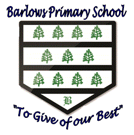 Barlows Primary School
B
"To Give of our Best"